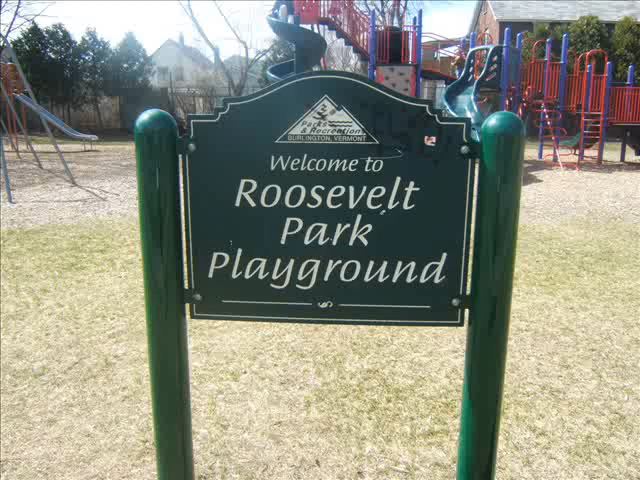 Parks
& Recreation
BURLINGTON, VERMONT
Welcome to
Roosevelt
Park
Playground